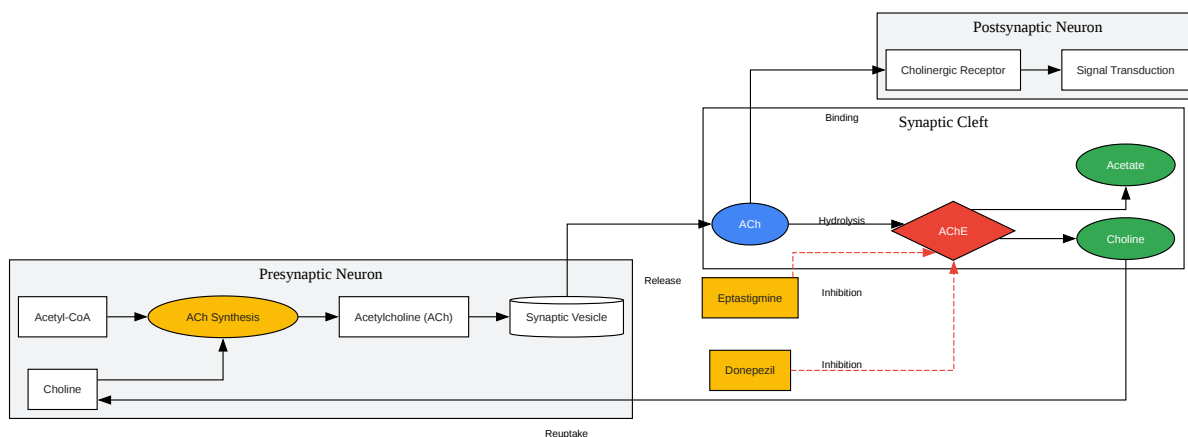 Postsynaptic Neuron
Cholinergic Receptor
Signal Transduction
Binding
Synaptic Cleft
Acetate
ACh
Hydrolysis
AChE
Choline
Presynaptic Neuron
Release
Eptastigmine
Inhibition
Acetyl-CoA
ACh Synthesis
Acetylcholine (ACh)
Synaptic Vesicle
Donepezil
Inhibition
Choline
Reuptake